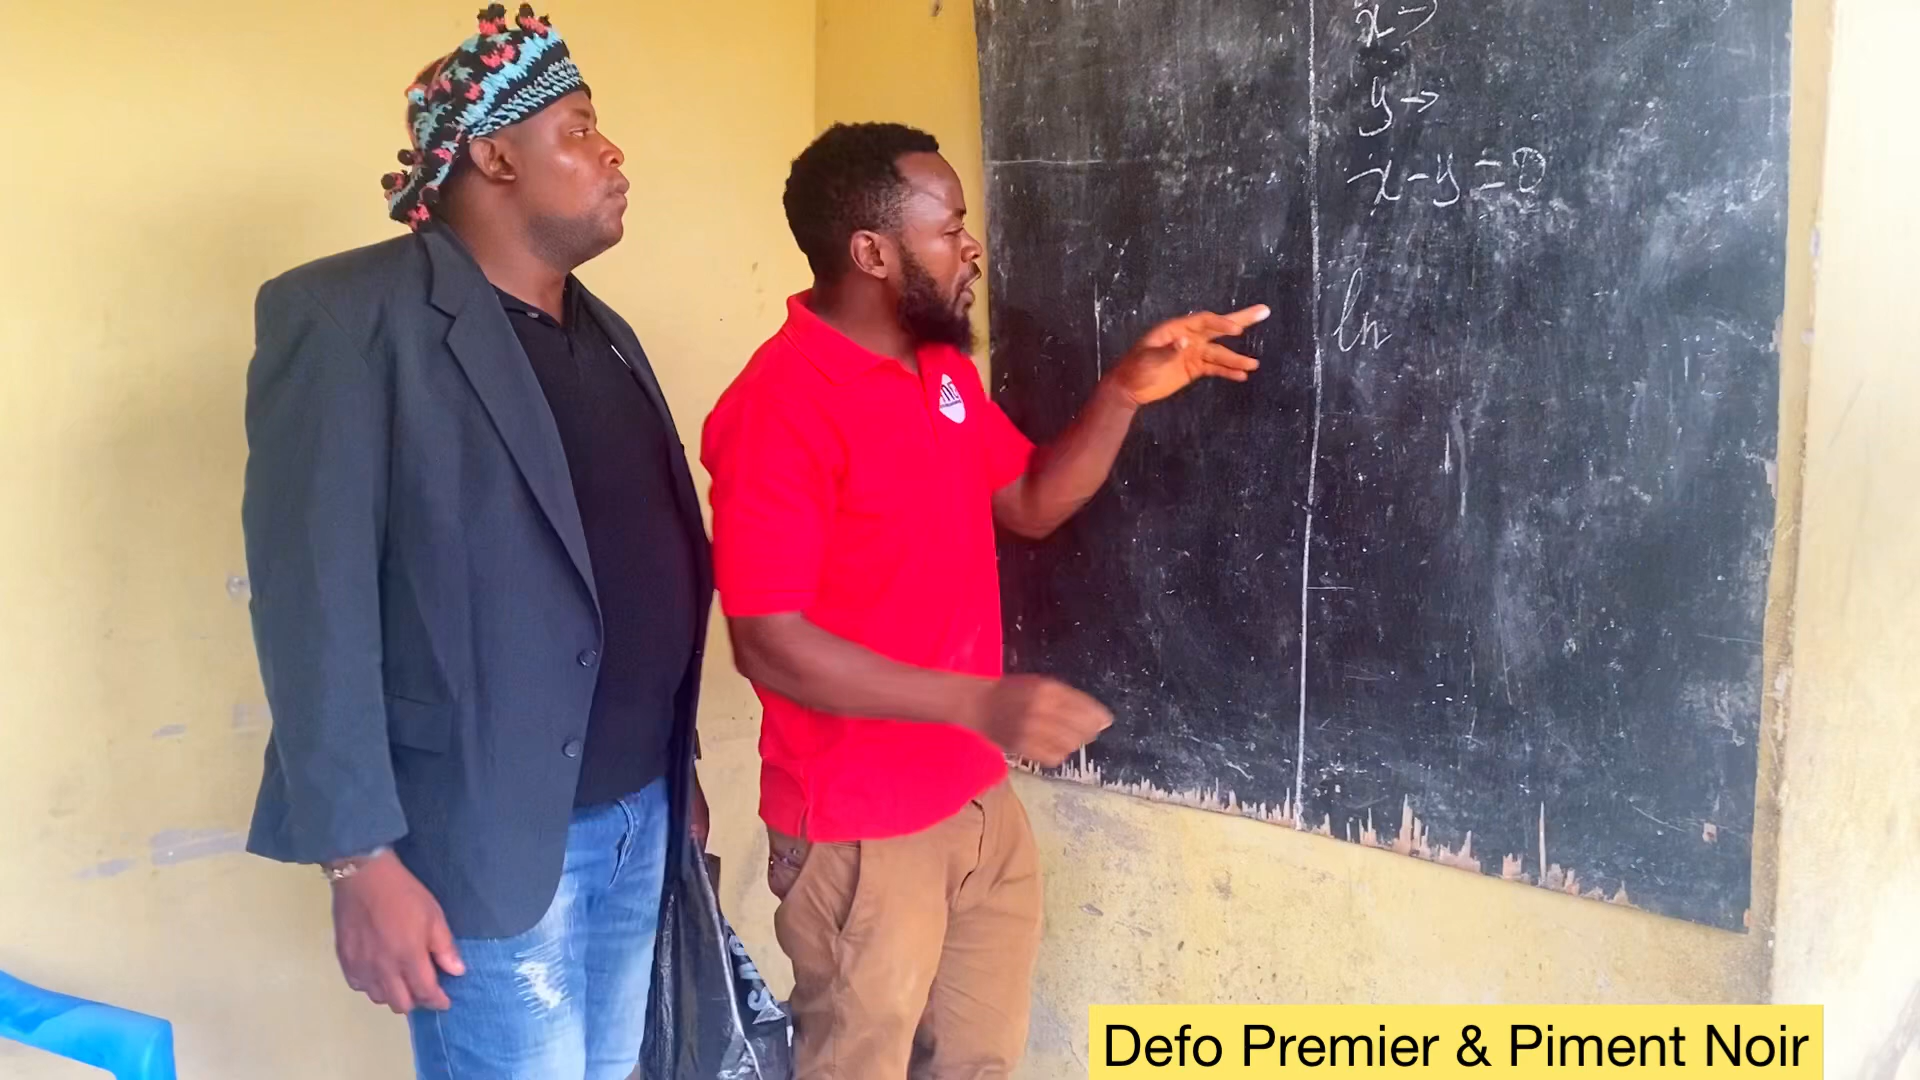 x →
y →
x - y = 0
ln
Defo Premier & Piment Noir